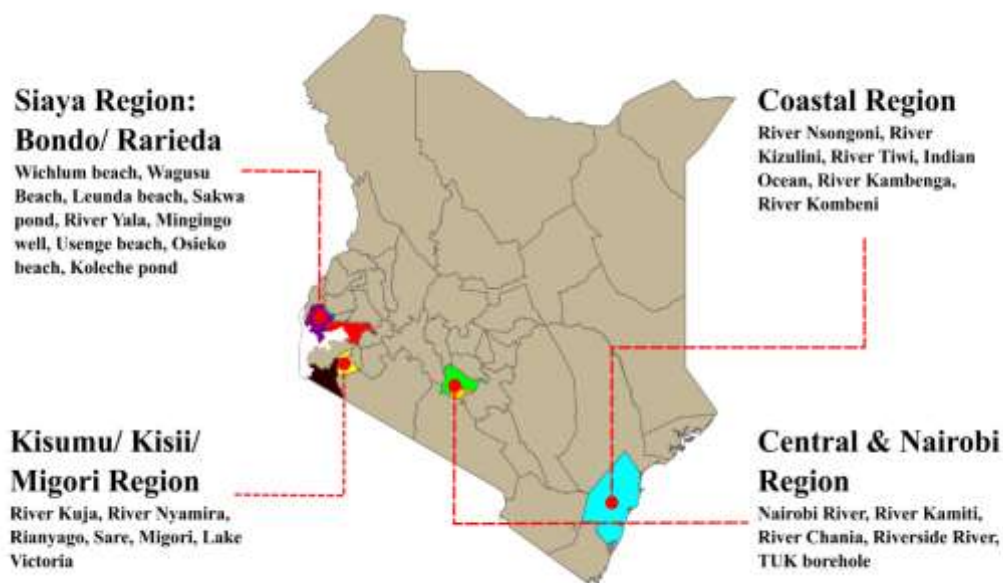 Siaya Region:
Bondo/ Rarieda
Wichlum beach, Wagusu
Beach, Leunda beach, Sakwa
pond, River Yala, Mingingo
well, Usenge beach, Osieko
beach, Koleche pond
Coastal Region
River Nsongoni, River
Kizulini, River Tiwi, Indian
Ocean, River Kambenga,
River Kombeni
Kisumu/ Kisii/
Migori Region
River Kuja, River Nyamira,
Rianyago, Sare, Migori, Lake
Victoria
Central & Nairobi
Region
Nairobi River, River Kamiti,
River Chania, Riverside River,
TUK borehole